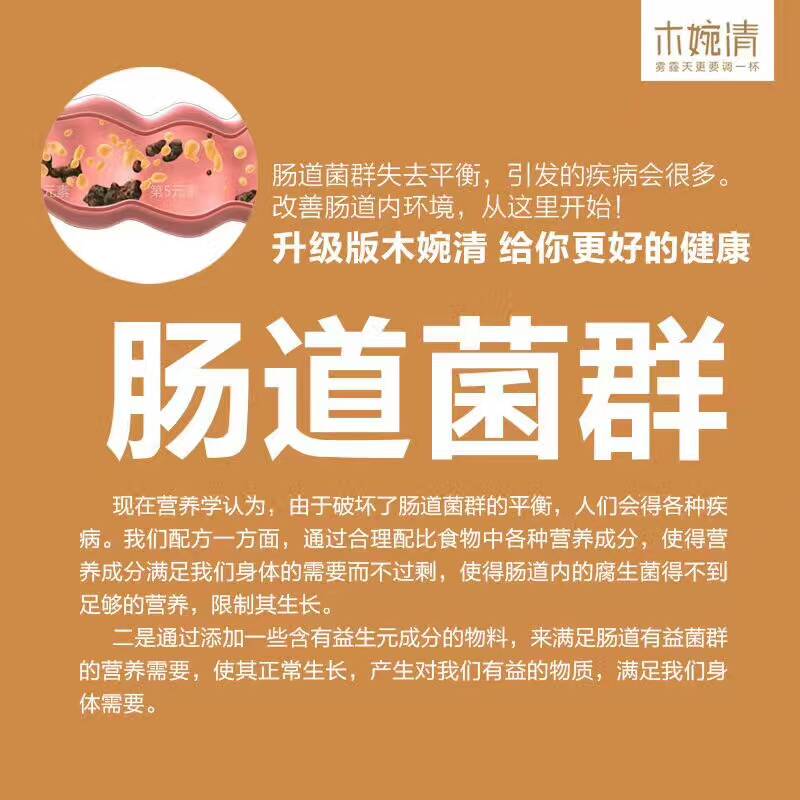 木婉清
雾霾天更要调一杯
元素
第5元素
肠道菌群失去平衡，引发的疾病会很多。
改善肠道内环境，从这里开始！
升级版木婉清 给你更好的健康
肠道菌群
现在营养学认为，由于破坏了肠道菌群的平衡，人们会得各种疾
病。我们配方一方面，通过合理配比食物中各种营养成分，使得营
养成分满足我们身体的需要而不过剩，使得肠道内的腐生菌得不到
足够的营养，限制其生长。
二是通过添加一些含有益生元成分的物料，来满足肠道有益菌群
的营养需要，使其正常生长，产生对我们有益的物质，满足我们身
体需要。